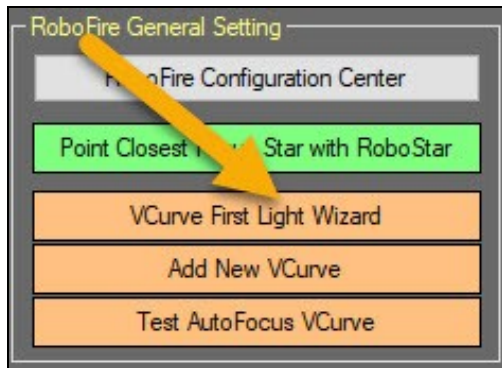 RoboFire General Setting
RoboFire Configuration Center
Point Closest Star with RoboStar
VCurve First Light Wizard
Add New VCurve
Test AutoFocus VCurve